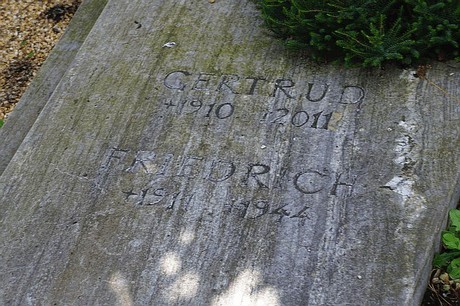 GERTRUD
*1910 †2011
FRIEDRICH
*1911 †1944